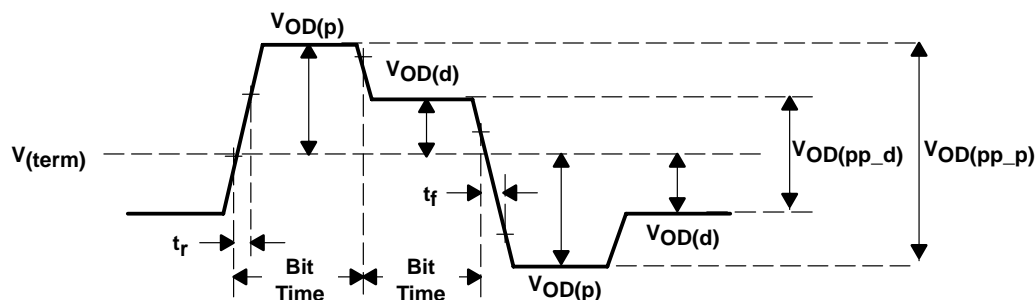 VOD(p)
VOD(d)
V(term)
VOD(pp_d)
VOD(pp_p)
tf
tr
VOD(d)
Bit
Time
Bit
Time
VOD(p)